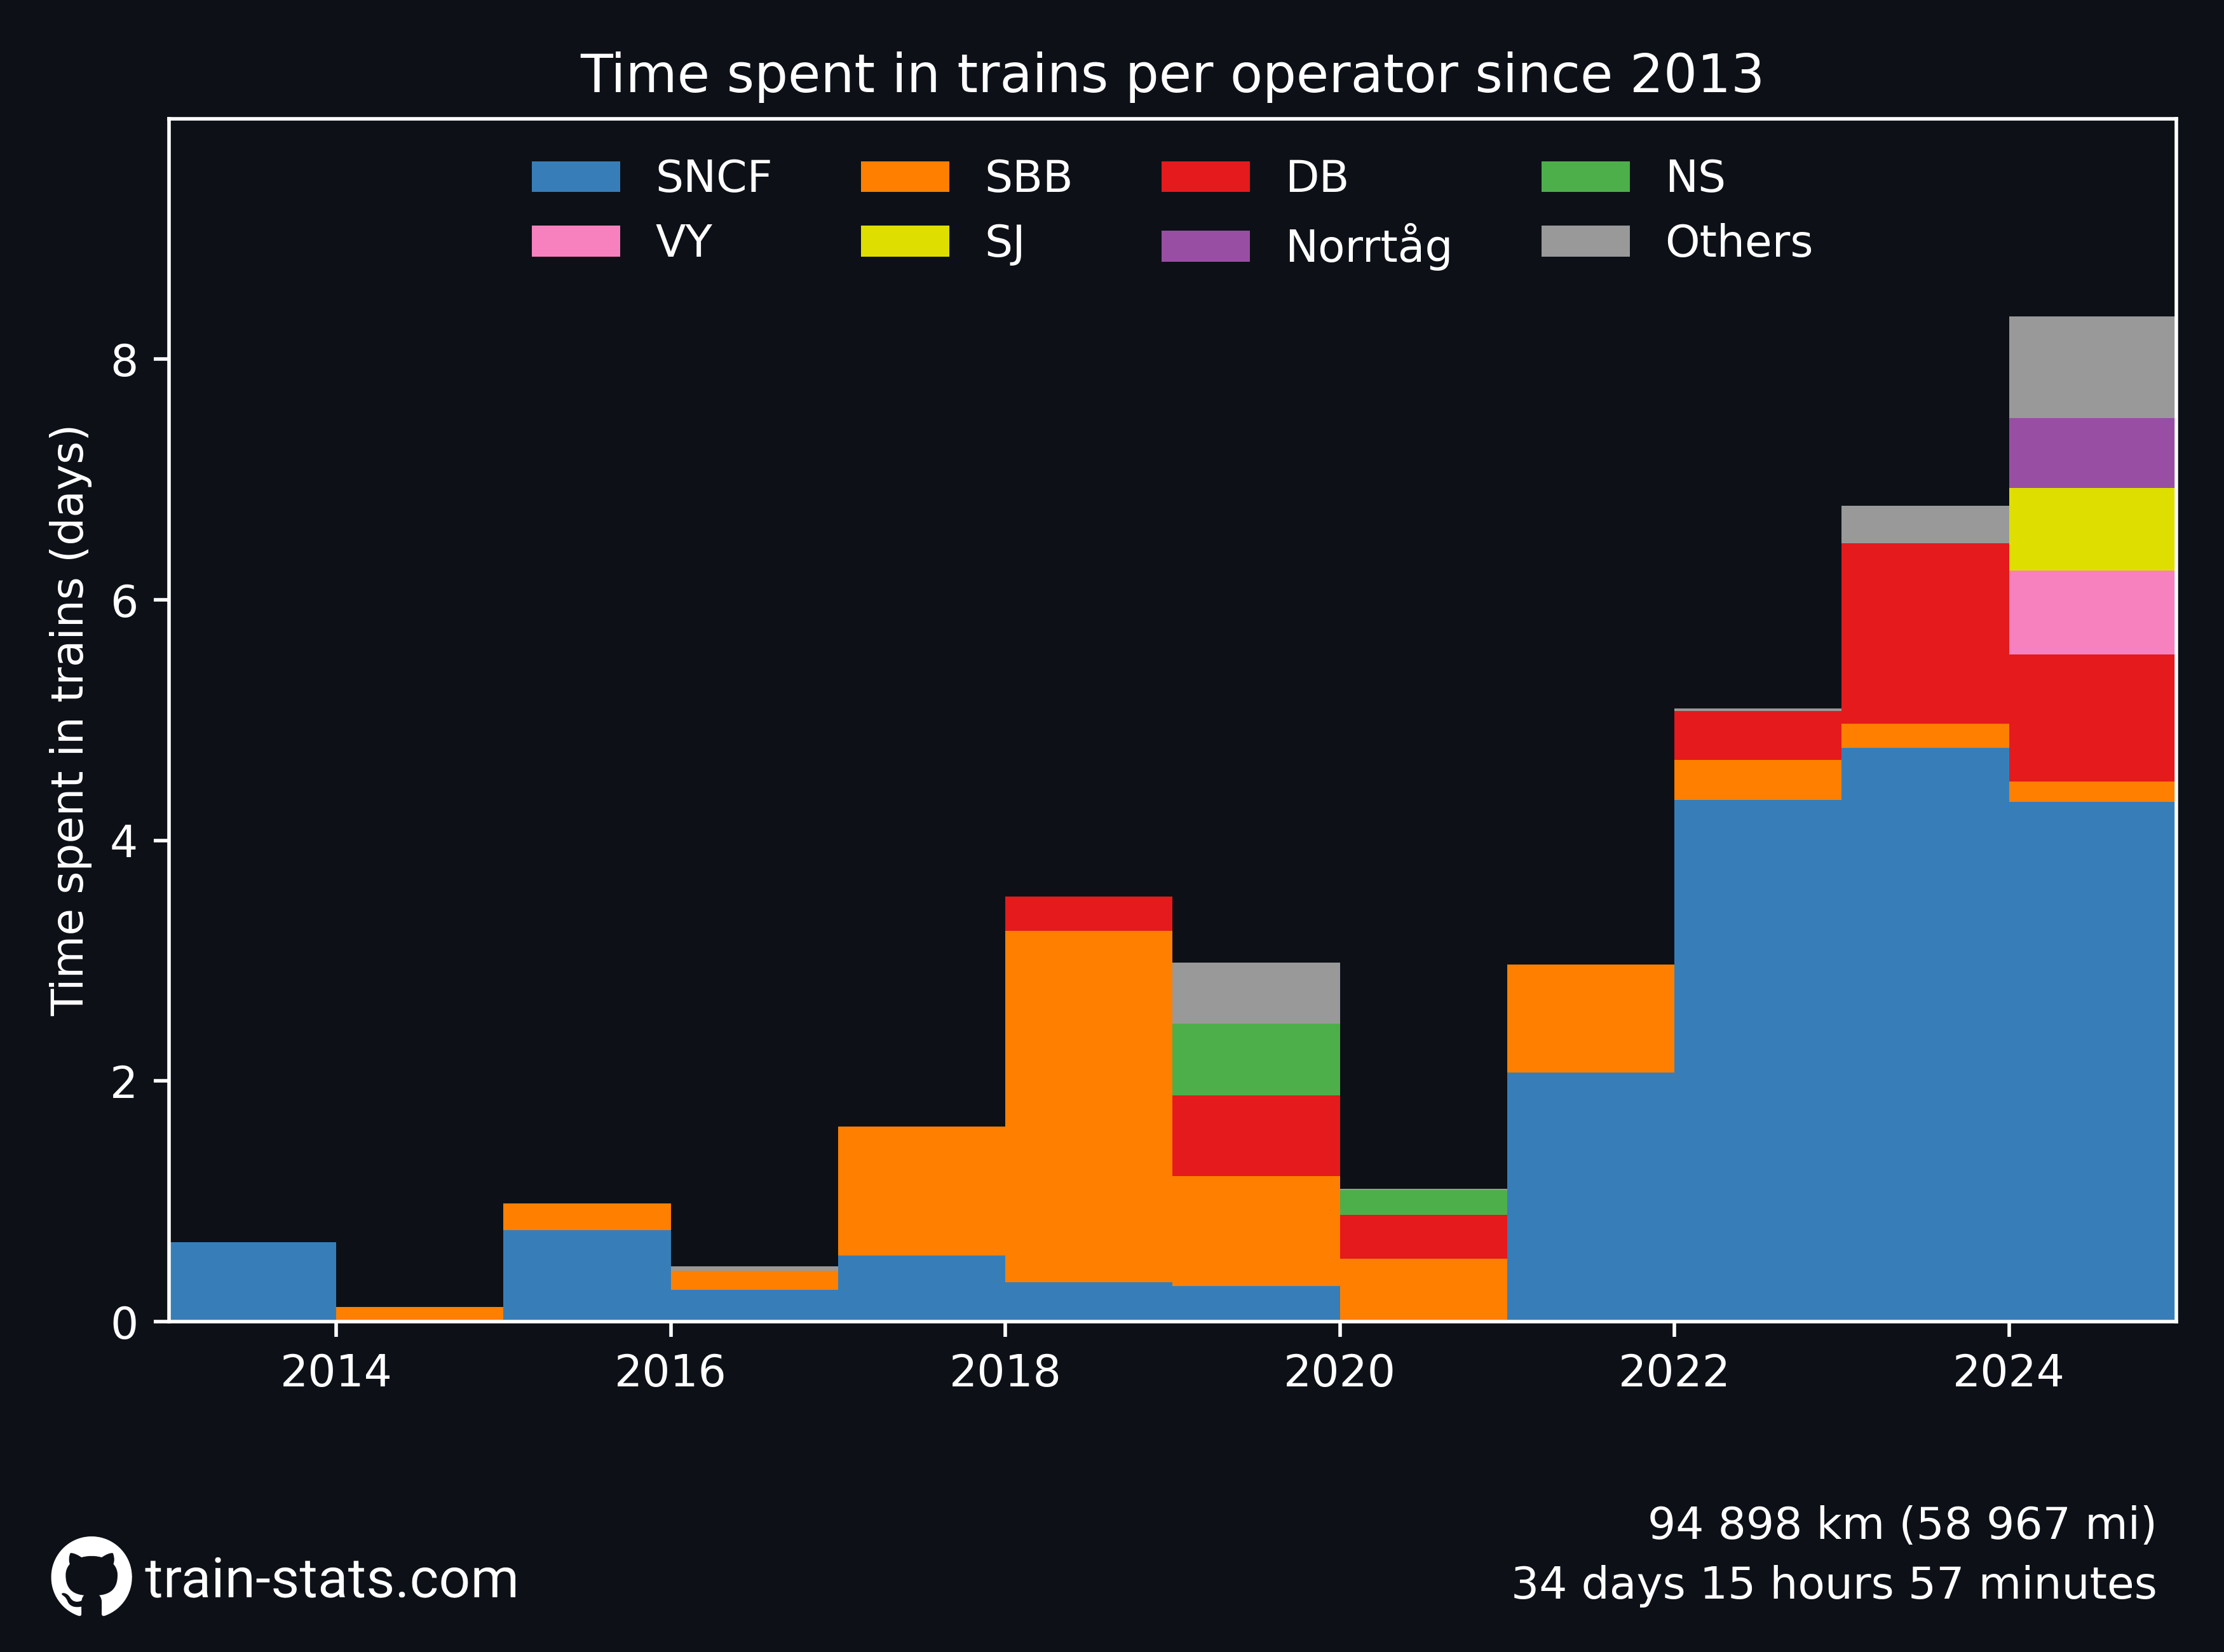 Time spent in trains per operator since 2013
SNCF SBB DB NS
VY SJ Norrtåg Others
Time spent in trains (days)
8
6
4
2
0
2014 2016 2018 2020 2022 2024
94 898 km (58 967 mi)
34 days 15 hours 57 minutes
train-stats.com